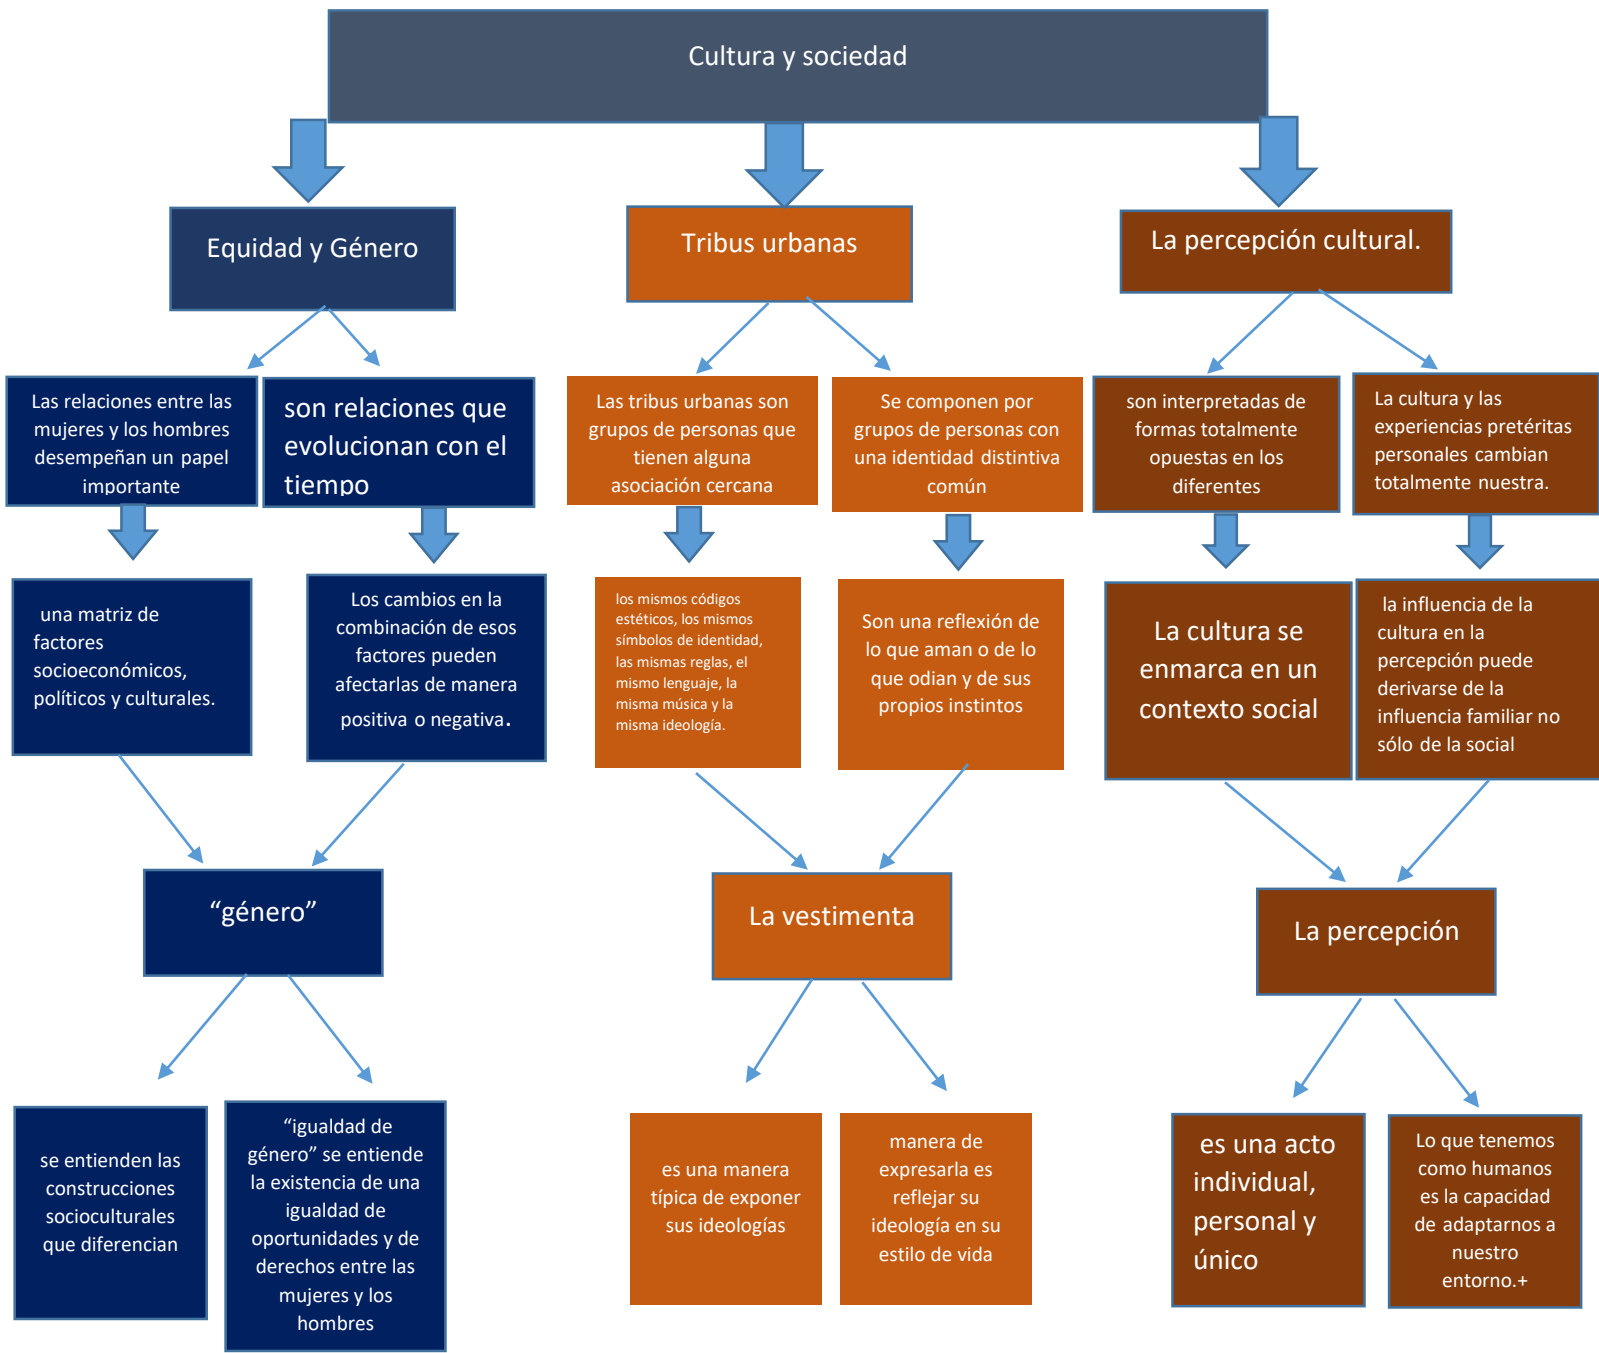 Cultura y sociedad
Equidad y Género
Tribus urbanas
La percepción cultural.
Las relaciones entre las
mujeres y los hombres
desempeñan un papel
importante
son relaciones que
evolucionan con el
tiempo
Las tribus urbanas son
grupos de personas que
tienen alguna
asociación cercana
Se componen por
grupos de personas con
una identidad distintiva
común
son interpretadas de
formas totalmente
opuestas en los
diferentes
La cultura y las
experiencias pretéritas
personales cambian
totalmente nuestra.
una matriz de
factores
socioeconómicos,
políticos y culturales.
Los cambios en la
combinación de esos
factores pueden
afectarlas de manera
positiva o negativa.
los mismos códigos
estéticos, los mismos
símbolos de identidad,
las mismas reglas, el
mismo lenguaje, la
misma música y la
misma ideología.
Son una reflexión de
lo que aman o de lo
que odian y de sus
propios instintos
La cultura se
enmarca en un
contexto social
la influencia de la
cultura en la
percepción puede
derivarse de la
influencia familiar no
sólo de la social
“género”
La vestimenta
La percepción
se entienden las
construcciones
socioculturales
que diferencian
“igualdad de
género” se entiende
la existencia de una
igualdad de
oportunidades y de
derechos entre las
mujeres y los
hombres
es una manera
típica de exponer
sus ideologías
manera de
expresarla es
reflejar su
ideología en su
estilo de vida
es una acto
individual,
personal y
único
Lo que tenemos
como humanos
es la capacidad
de adaptarnos a
nuestro
entorno.+